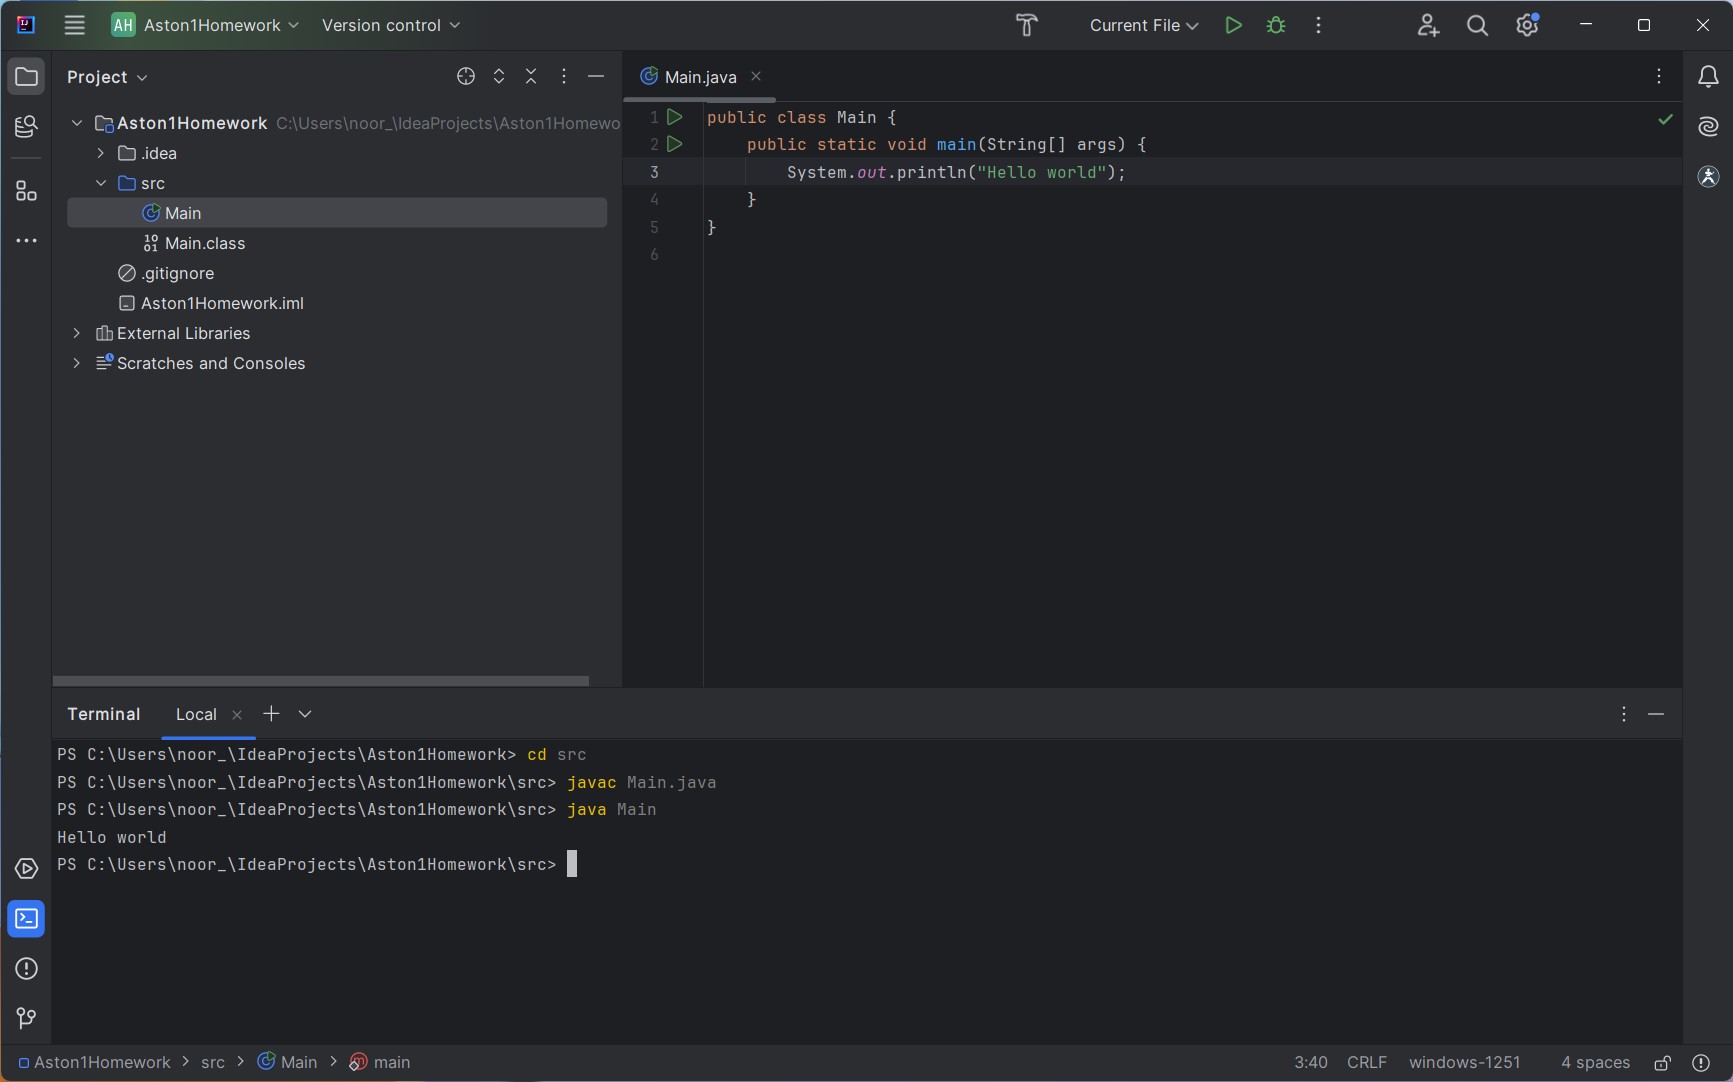 AH Aston1Homework Version control Current File
Project
Aston1Homework C:\Users\noor_\IdeaProjects\Aston1Homewo
.idea
src
Main
Main.class
.gitignore
Aston1Homework.iml
External Libraries
Scratches and Consoles
Main.java
1 public class Main {
2 public static void main(String[] args) {
3 System.out.println("Hello world");
4 }
5 }
6
Terminal Local
PS C:\Users\noor_\IdeaProjects\Aston1Homework> cd src
PS C:\Users\noor_\IdeaProjects\Aston1Homework\src> javac Main.java
PS C:\Users\noor_\IdeaProjects\Aston1Homework\src> java Main
Hello world
PS C:\Users\noor_\IdeaProjects\Aston1Homework\src>
Aston1Homework > src > Main > main 3:40 CRLF windows-1251 4 spaces